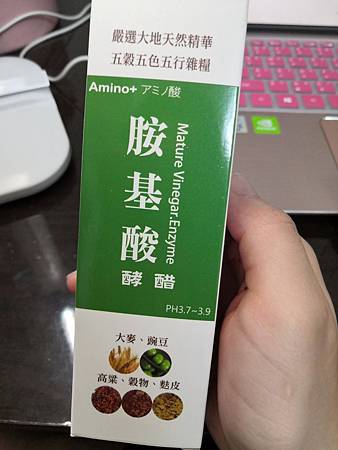 嚴選大地天然精華
五穀五色五行雜糧
Amino+ アミノ酸
胺基酸
酵醋
Mature Vinegar.Enzyme
PH3.7~3.9
大麥、豌豆
高粱、穀物、麩皮